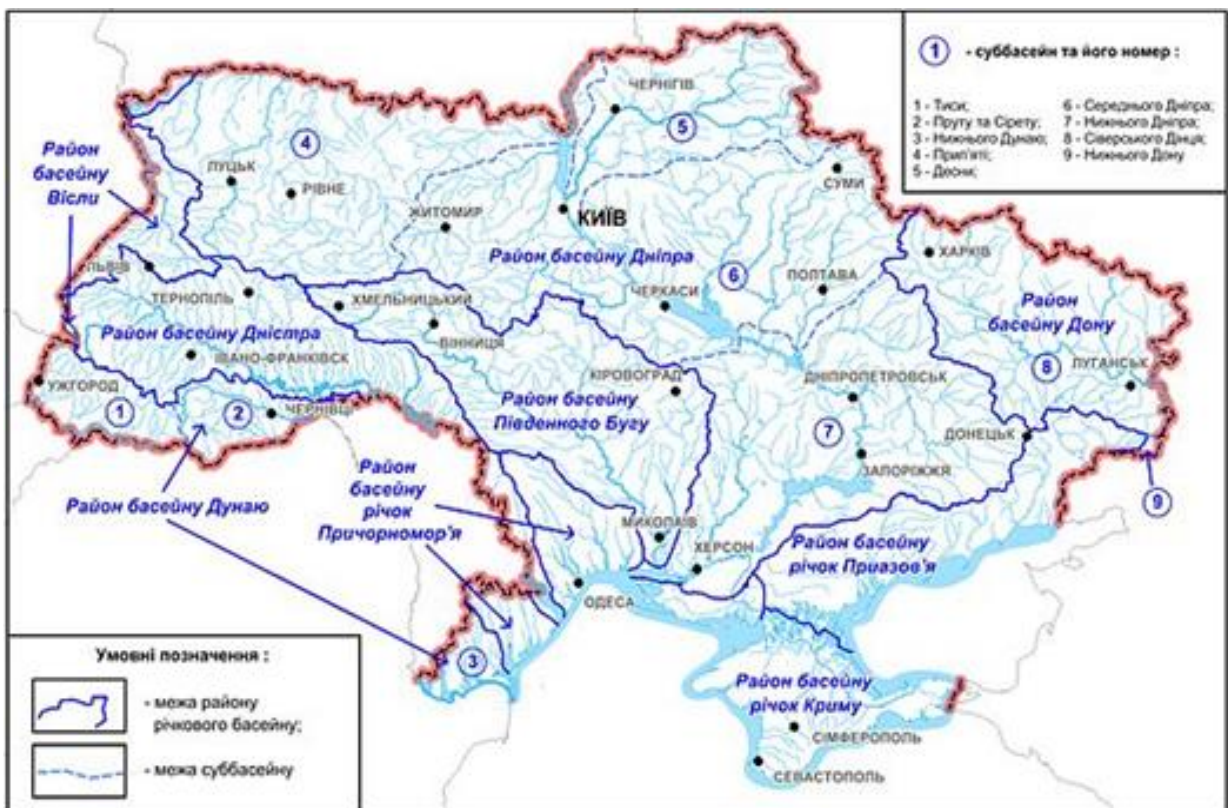 1 - суббасейн та його номер :
1 - Тиси;
2 - Пруту та Сірету;
3 - Нижнього Дунаю;
4 - Прип'яті;
5 - Десни;
6 - Середнього Дніпра;
7 - Нижнього Дніпра;
8 - Сіверського Дінця;
9 - Нижнього Дону
ЧЕРНІГІВ
5
4
Район
басейну
Вісли
ЛУЦЬК
РІВНЕ
СУМИ
ЖИТОМИР
КИЇВ
Район басейну Дніпра
ХАРКІВ
ЛЬВІВ
6
ПОЛТАВА
ТЕРНОПІЛЬ
ХМЕЛЬНИЦЬКИЙ
ЧЕРКАСИ
Район
басейну Дону
Район басейну Дністра
ВІННИЦЯ
ІВАНО-ФРАНКІВСК
8
ЛУГАНСЬК
УЖГОРОД
КІРОВОГРАД
ДНІПРОПЕТРОВСЬК
1
2
ЧЕРНІВЦІ
Район басейну
Південного Бугу
7
ДОНЕЦЬК
ЗАПОРІЖЖЯ
9
Район басейну Дунаю
Район
басейну
річок
Причорномор'я
МИКОЛАЇВ
ХЕРСОН
Район басейну
річок Приазов'я
ОДЕСА
3
Район басейну
річок Криму
СІМФЕРОПОЛЬ
СЕВАСТОПОЛЬ
Умовні позначення :
- межа району
річкового басейну;
- межа суббасейну